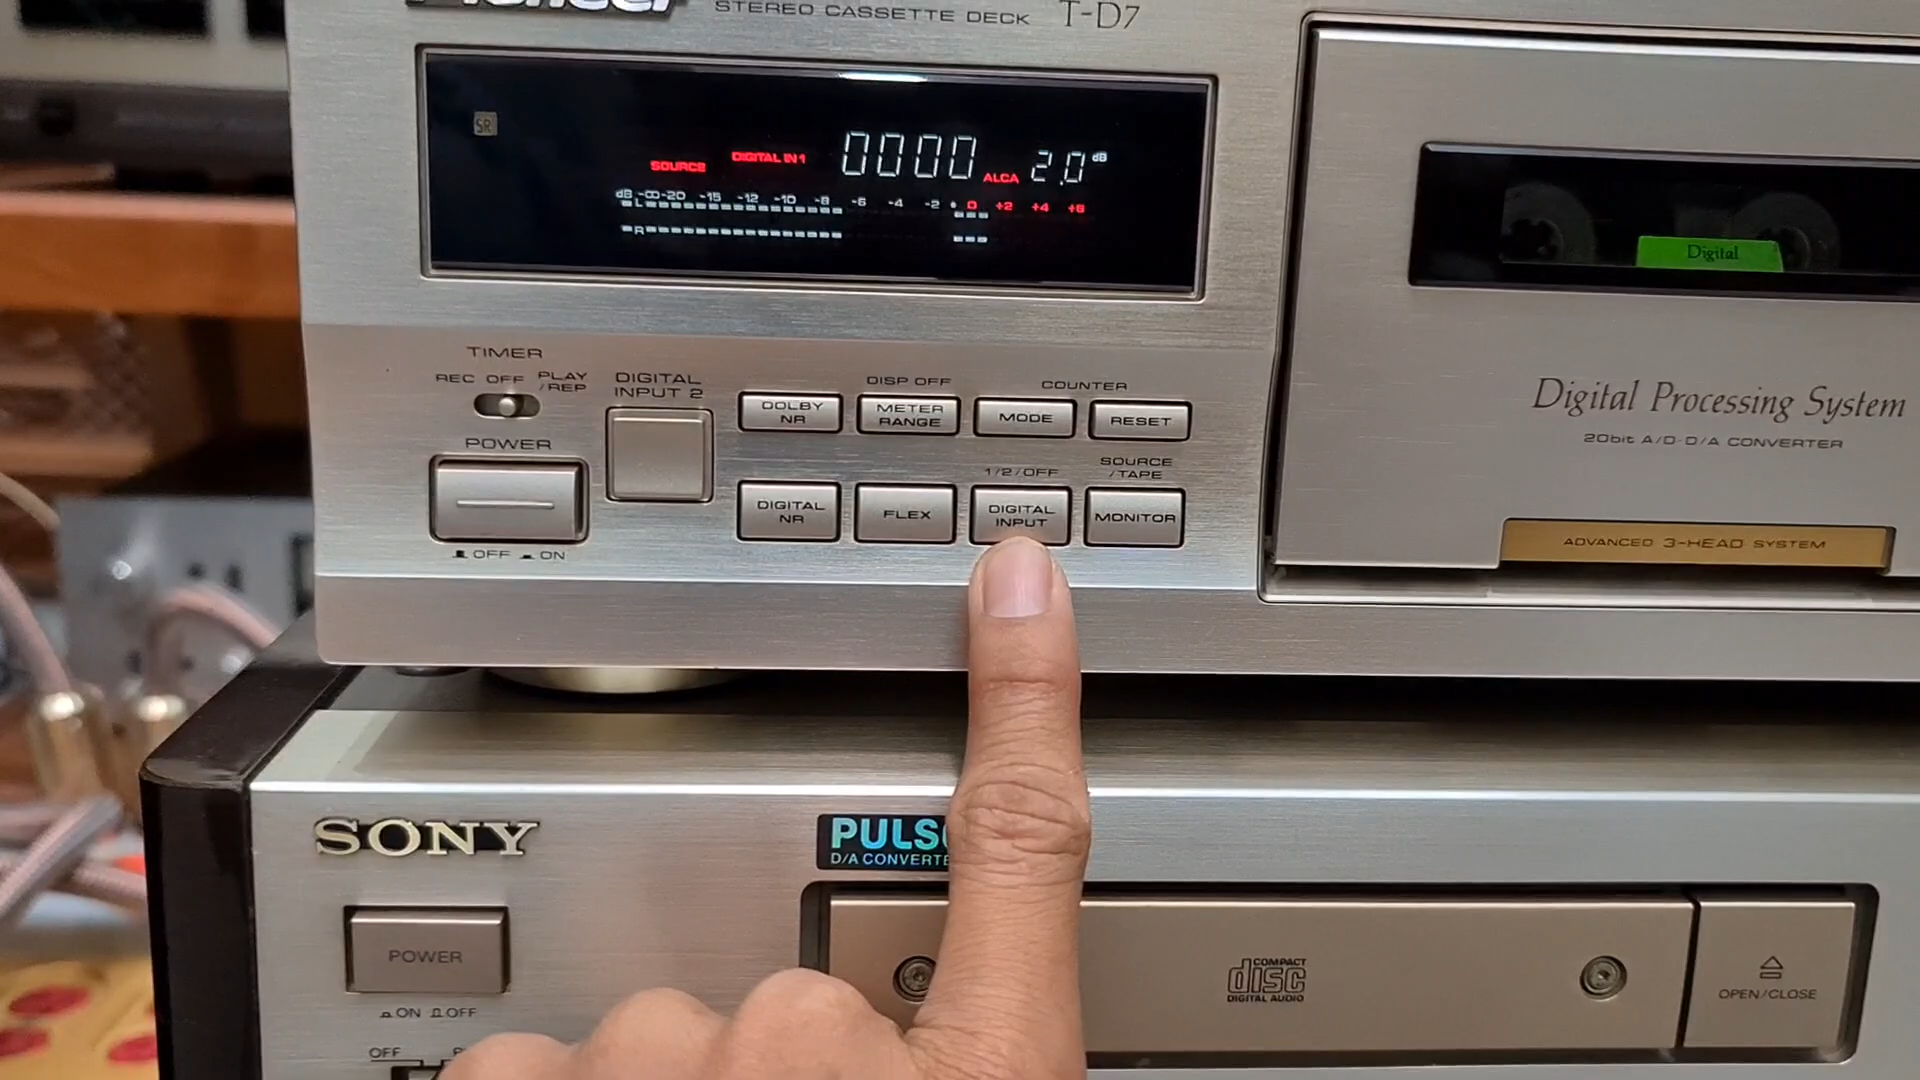 Pioneer STEREO CASSETTE DECK T-D7
SR
SOURCE DIGITAL IN 1 0000 ALCA 2.0 dB
dB -∞ -20 -15 -12 -10 -8 -6 -4 -2 • 0 +2 +4 +6
L
R
Digital
TIMER
REC OFF PLAY
/REP
DIGITAL
INPUT 2
DISP OFF
COUNTER
DOLBY
NR
METER
RANGE
MODE
RESET
POWER
OFF ON
1/2/OFF
SOURCE
/TAPE
DIGITAL
NR
FLEX
DIGITAL
INPUT
MONITOR
Digital Processing System
20bit A/D·D/A CONVERTER
ADVANCED 3-HEAD SYSTEM
SONY
PULS
D/A CONVERTE
POWER
ON OFF
OFF
COMPACT
disc
DIGITAL AUDIO
OPEN/CLOSE